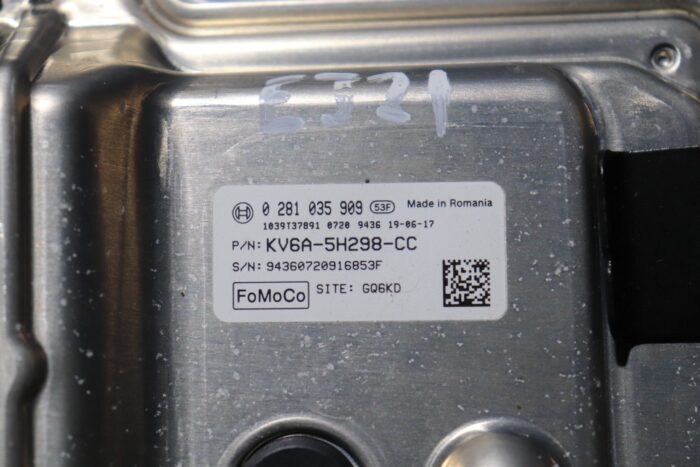 E321
0 281 035 909 53F Made in Romania
1039T37891 0720 9436 19-06-17
P/N: KV6A-5H298-CC
S/N: 94360720916853F
FoMoCo SITE: GQ6KD